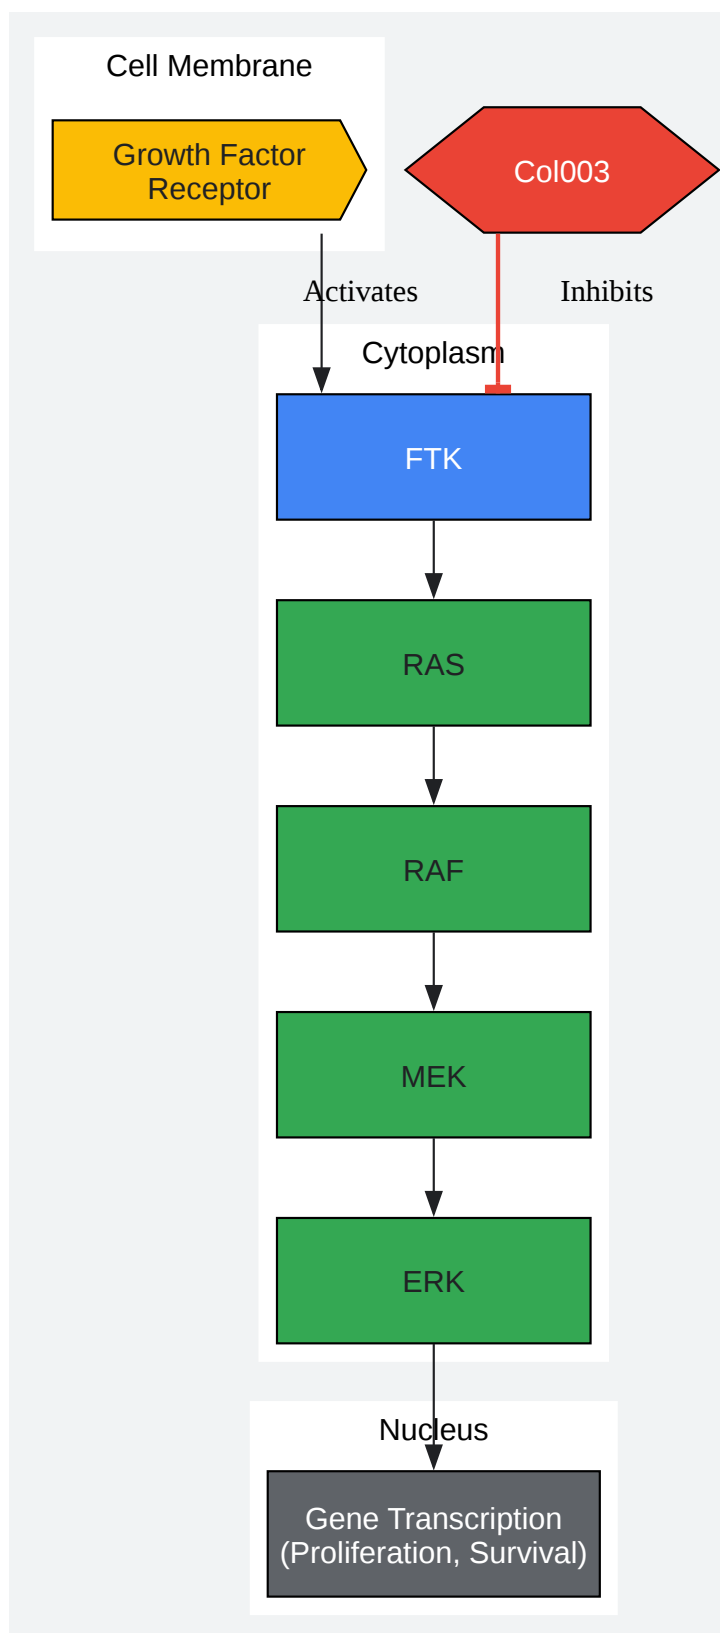 Cell Membrane
Growth Factor
Receptor
Col003
Activates
Inhibits
Cytoplasm
FTK
RAS
RAF
MEK
ERK
Nucleus
Gene Transcription
(Proliferation, Survival)